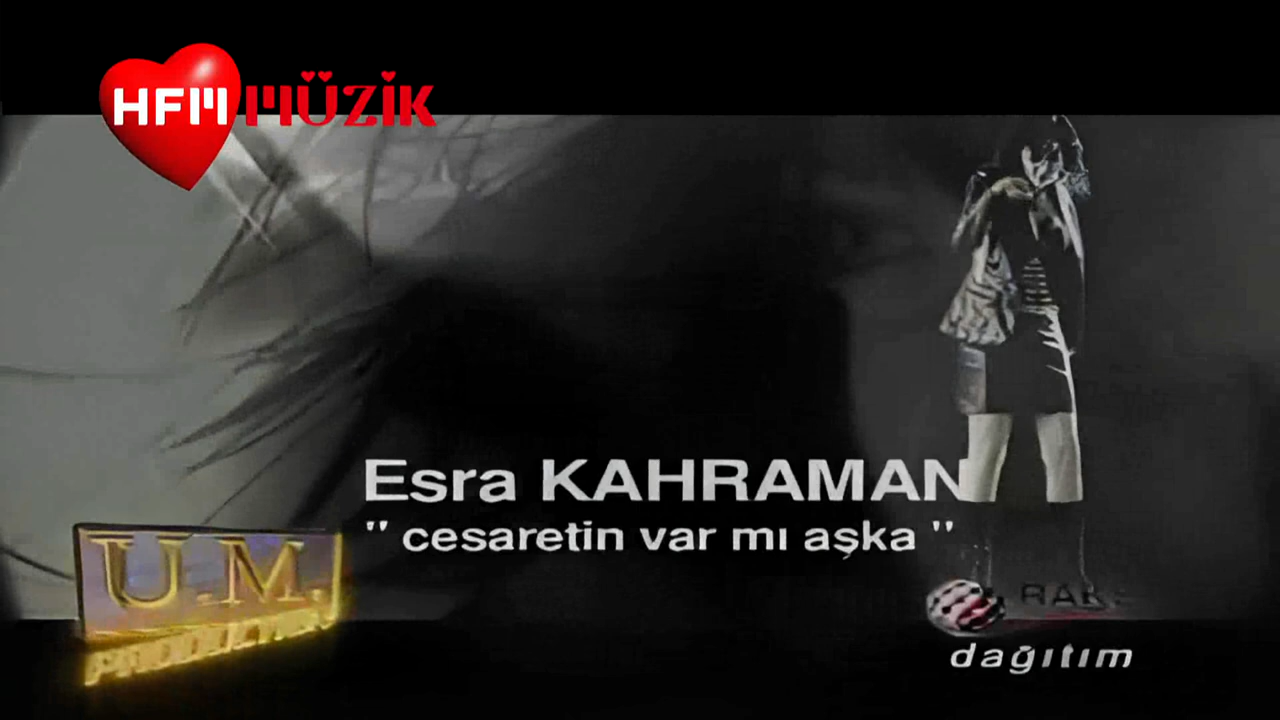 HFM MÜZİK
Esra KAHRAMAN
" cesaretin var mı aşka "
U.M.
dağıtım